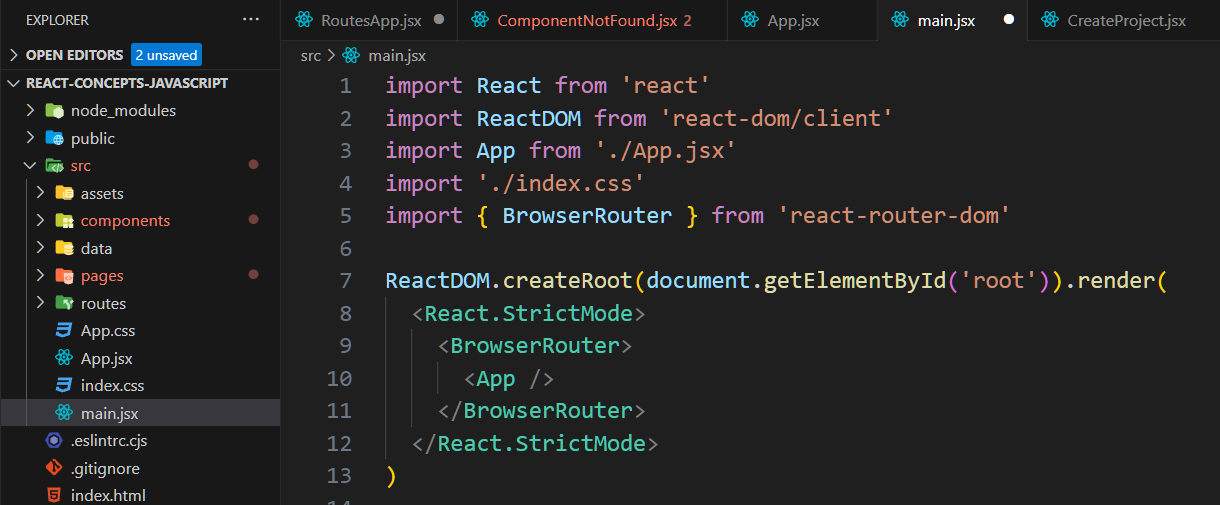 EXPLORER ...
RoutesApp.jsx
ComponentNotFound.jsx 2
App.jsx
main.jsx
CreateProject.jsx
OPEN EDITORS 2 unsaved
REACT-CONCEPTS-JAVASCRIPT
node_modules
public
src
assets
components
data
pages
routes
App.css
App.jsx
index.css
main.jsx
.eslintrc.cjs
.gitignore
index.html
src > main.jsx
1 import React from 'react'
2 import ReactDOM from 'react-dom/client'
3 import App from './App.jsx'
4 import './index.css'
5 import { BrowserRouter } from 'react-router-dom'
6
7 ReactDOM.createRoot(document.getElementById('root')).render(
8   <React.StrictMode>
9     <BrowserRouter>
10       <App />
11     </BrowserRouter>
12   </React.StrictMode>
13 )
14